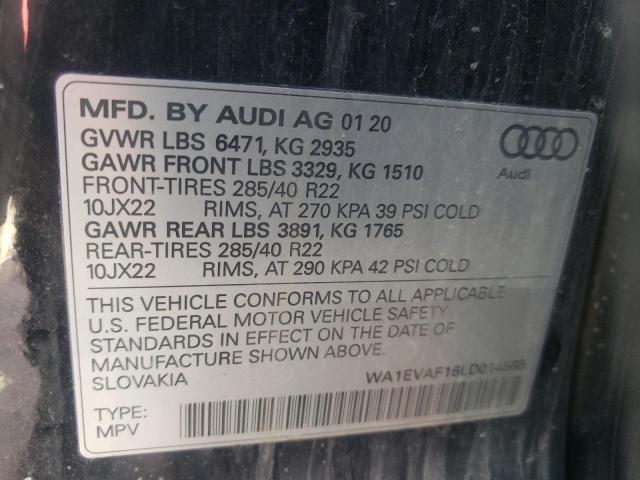 MFD. BY AUDI AG 01 20
GVWR LBS 6471, KG 2935
GAWR FRONT LBS 3329, KG 1510
FRONT-TIRES 285/40 R22
10JX22 RIMS, AT 270 KPA 39 PSI COLD
GAWR REAR LBS 3891, KG 1765
REAR-TIRES 285/40 R22
10JX22 RIMS, AT 290 KPA 42 PSI COLD
Audi
THIS VEHICLE CONFORMS TO ALL APPLICABLE
U.S. FEDERAL MOTOR VEHICLE SAFETY
STANDARDS IN EFFECT ON THE DATE OF
MANUFACTURE SHOWN ABOVE.
SLOVAKIA
TYPE:
MPV